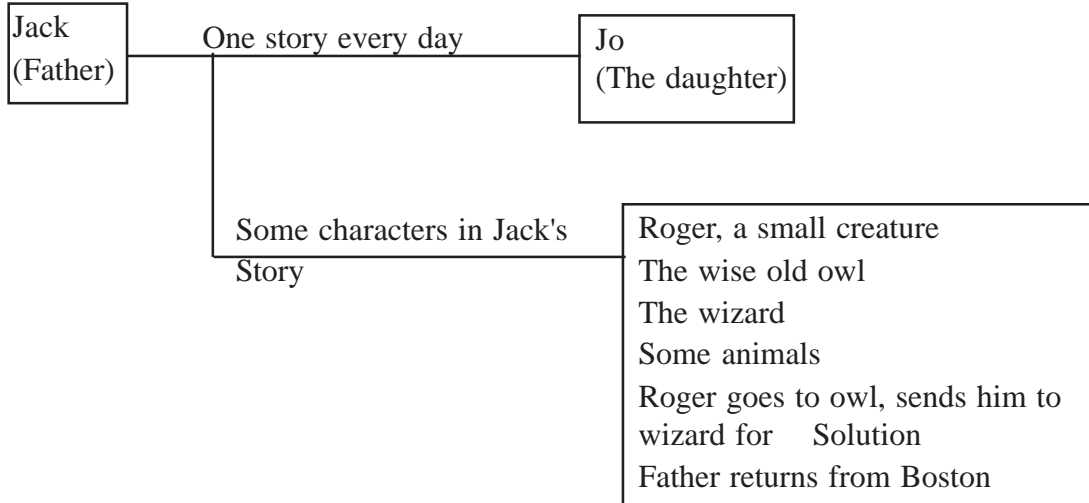 Jack
(Father)
One story every day
Jo
(The daughter)
Some characters in Jack's
Story
Roger, a small creature
The wise old owl
The wizard
Some animals
Roger goes to owl, sends him to
wizard for Solution
Father returns from Boston